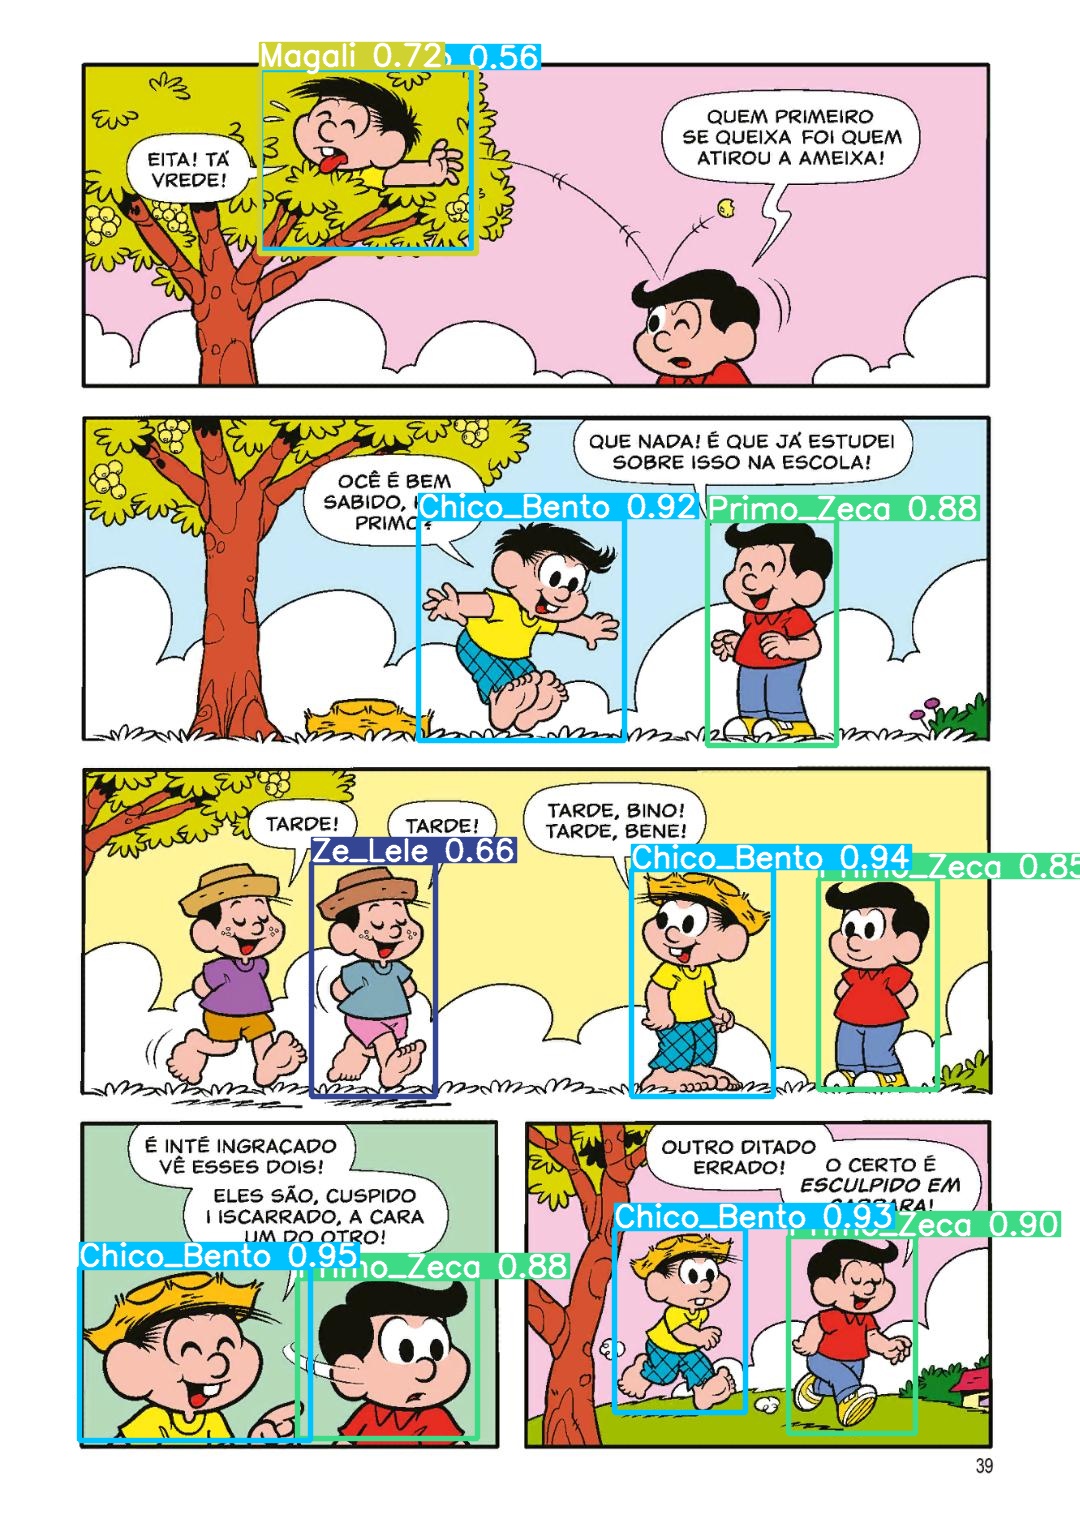 Magali 0.72
0.56
EITA! TÁ
VREDE!
QUEM PRIMEIRO
SE QUEIXA FOI QUEM
ATIROU A AMEIXA!
OCÊ É BEM
SABIDO,
PRIMO?
QUE NADA! É QUE JÁ ESTUDEI
SOBRE ISSO NA ESCOLA!
Chico_Bento 0.92
Primo_Zeca 0.88
TARDE!
TARDE!
TARDE, BINO!
TARDE, BENE!
Ze_Lele 0.66
Chico_Bento 0.94
Primo_Zeca 0.85
É INTÉ INGRAÇADO
VÊ ESSES DOIS!
ELES SÃO, CUSPIDO
I ISCARRADO, A CARA
UM DO OTRO!
Chico_Bento 0.95
Primo_Zeca 0.88
OUTRO DITADO
ERRADO!
O CERTO É
ESCULPIDO EM
CARRARA!
Chico_Bento 0.93
Primo_Zeca 0.90
39